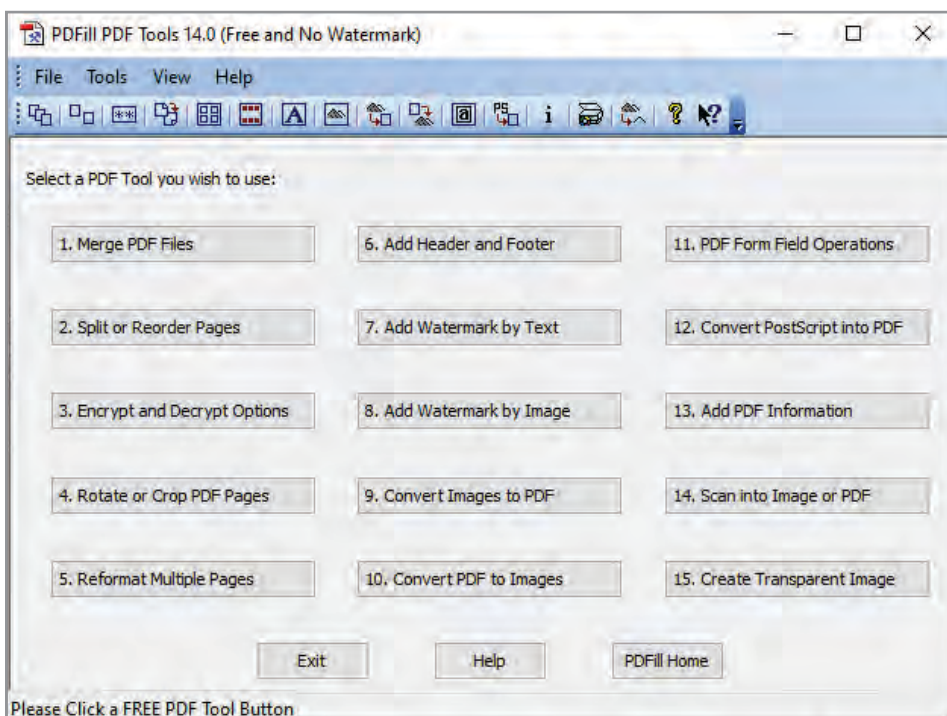 PDFill PDF Tools 14.0 (Free and No Watermark)
File Tools View Help
A a PS i ? ?
Select a PDF Tool you wish to use:
1. Merge PDF Files
6. Add Header and Footer
11. PDF Form Field Operations
2. Split or Reorder Pages
7. Add Watermark by Text
12. Convert PostScript into PDF
3. Encrypt and Decrypt Options
8. Add Watermark by Image
13. Add PDF Information
4. Rotate or Crop PDF Pages
9. Convert Images to PDF
14. Scan into Image or PDF
5. Reformat Multiple Pages
10. Convert PDF to Images
15. Create Transparent Image
Exit Help PDFill Home
Please Click a FREE PDF Tool Button